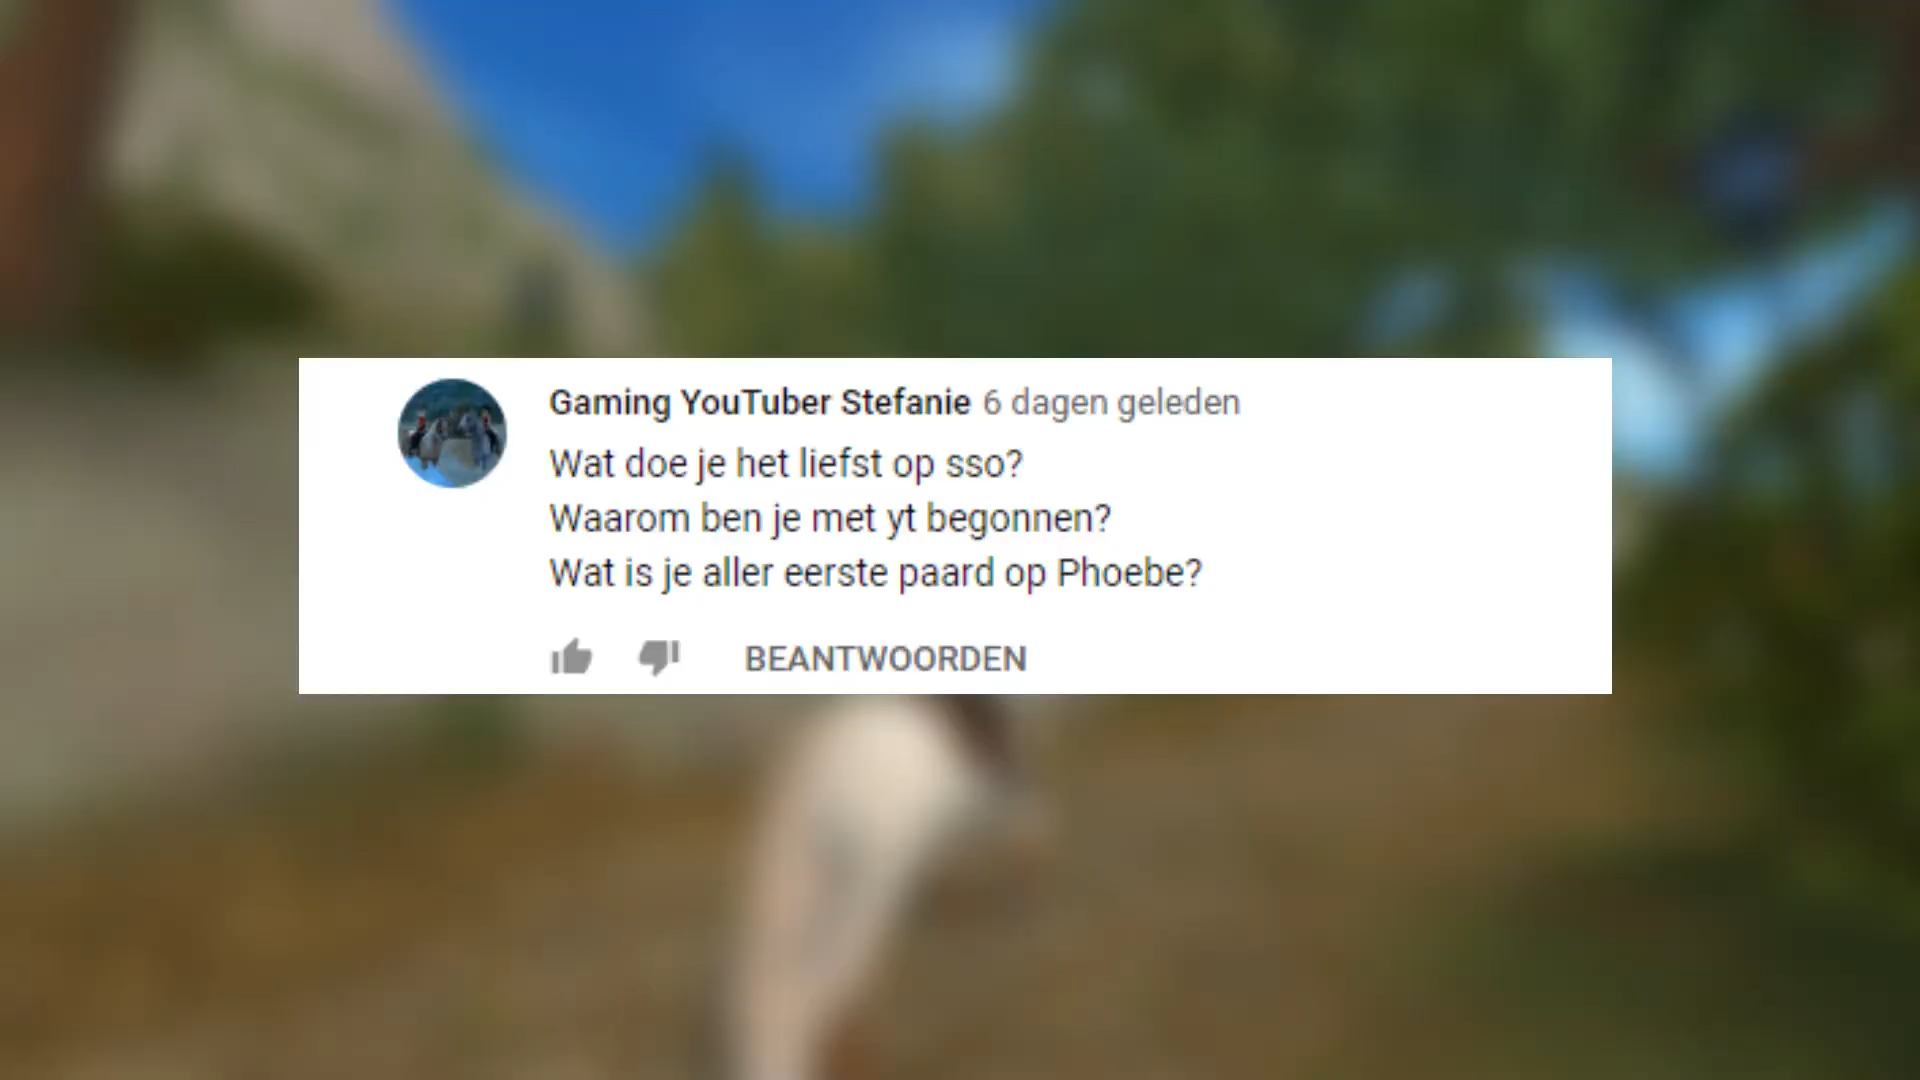 Gaming YouTuber Stefanie 6 dagen geleden
Wat doe je het liefst op sso?
Waarom ben je met yt begonnen?
Wat is je aller eerste paard op Phoebe?
BEANTWOORDEN